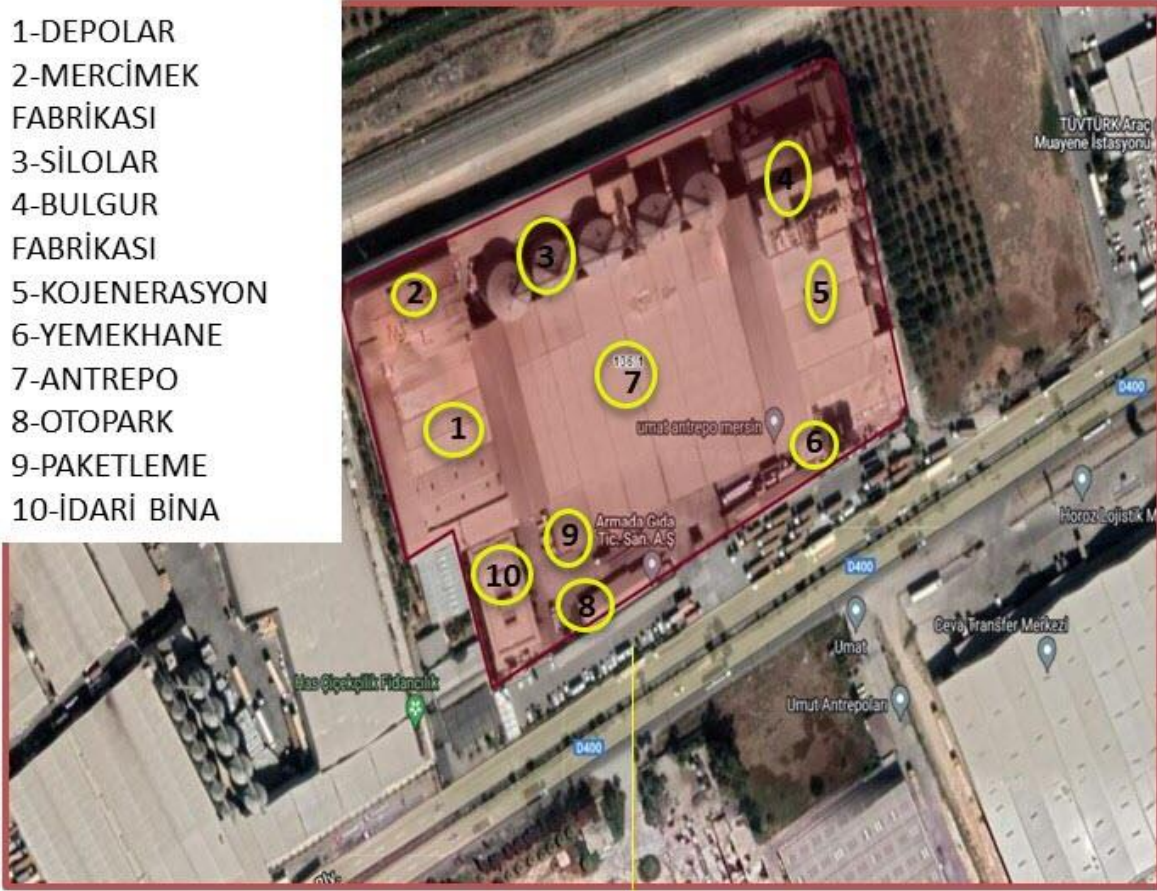 1-DEPOLAR
2-MERCİMEK
FABRİKASI
3-SİLOLAR
4-BULGUR
FABRİKASI
5-KOJENERASYON
6-YEMEKHANE
7-ANTREPO
8-OTOPARK
9-PAKETLEME
10-İDARİ BİNA
TÜVTÜRK Araç
Muayene İstasyonu
4
3
2
5
7
D400
1
umat antrepo mersin
6
Horoz Lojistik M
9
Armada Gıda
Tic. San. A.Ş
10
D400
8
Umat
Ceva Transfer Merkezi
Has Çiçekçilik Fidancılık
Umut Antrepoları
D400